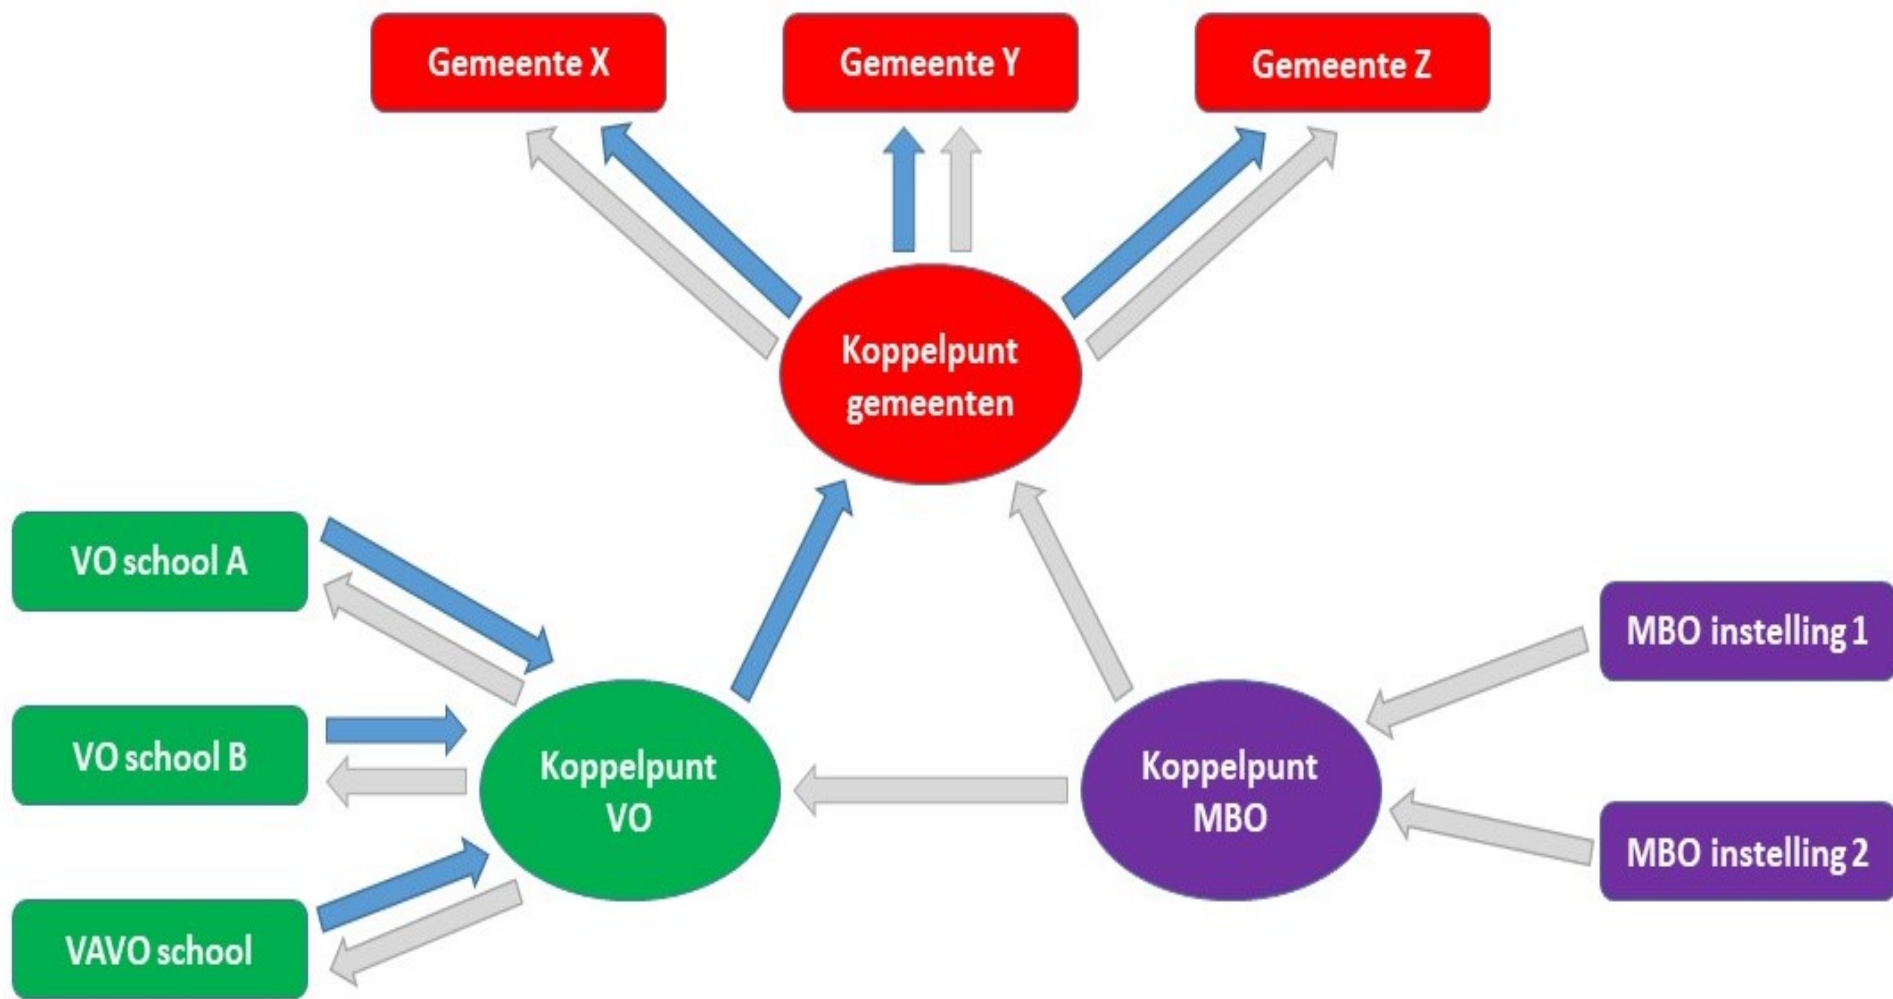 Gemeente X
Gemeente Y
Gemeente Z
Koppelpunt
gemeenten
VO school A
VO school B
VAVO school
Koppelpunt
VO
Koppelpunt
MBO
MBO instelling 1
MBO instelling 2